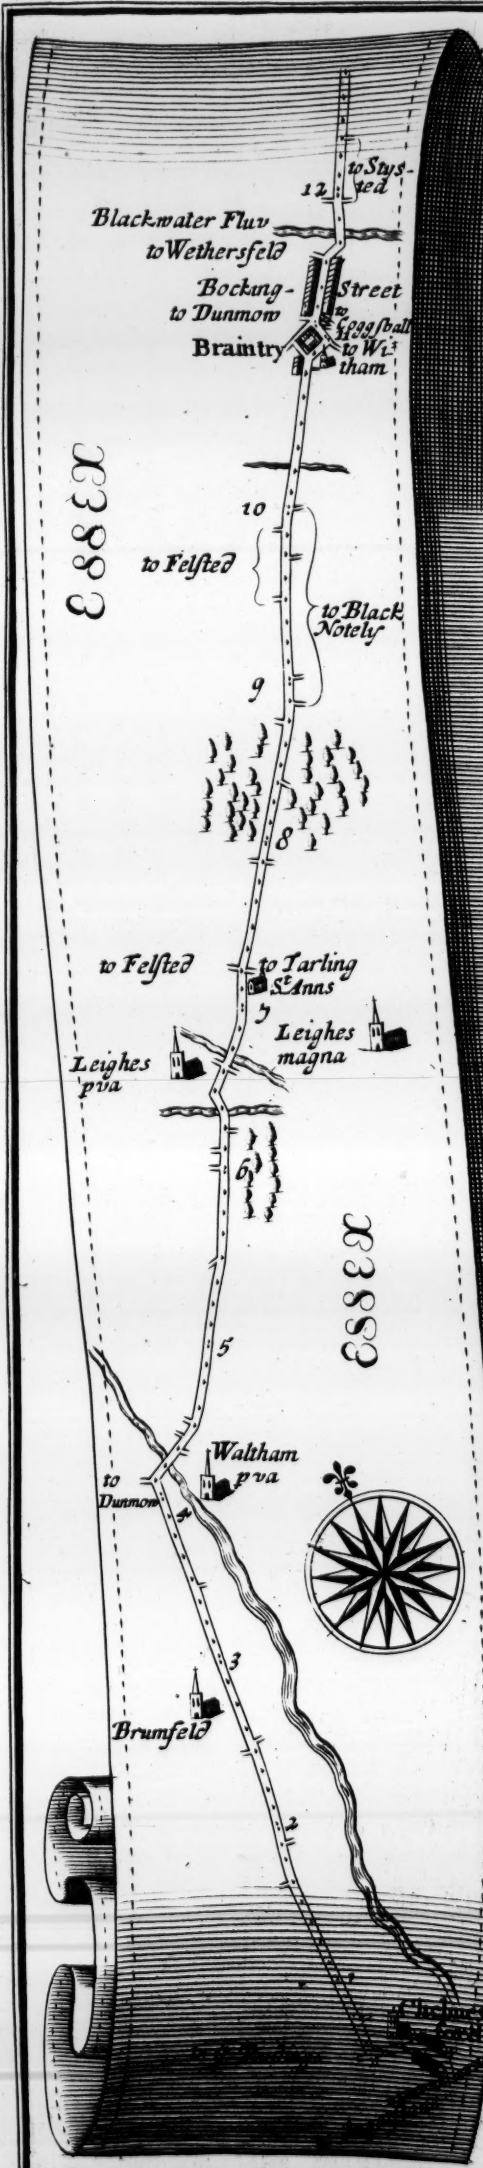 to Stys-
ted
12
Blackwater Fluv
to Wethersfeld
Bocking-
Street
to Dunmow
to
Coggshall
Braintry
to Wi-
tham
ESSEX
10
to Felsted
to Black
Notely
9
8
to Felsted
to Tarling
St. Anns
7
Leighes
magna
Leighes
pva
6
ESSEX
5
Waltham
pva
to
Dunmow
4
3
Brumfeld
2
1